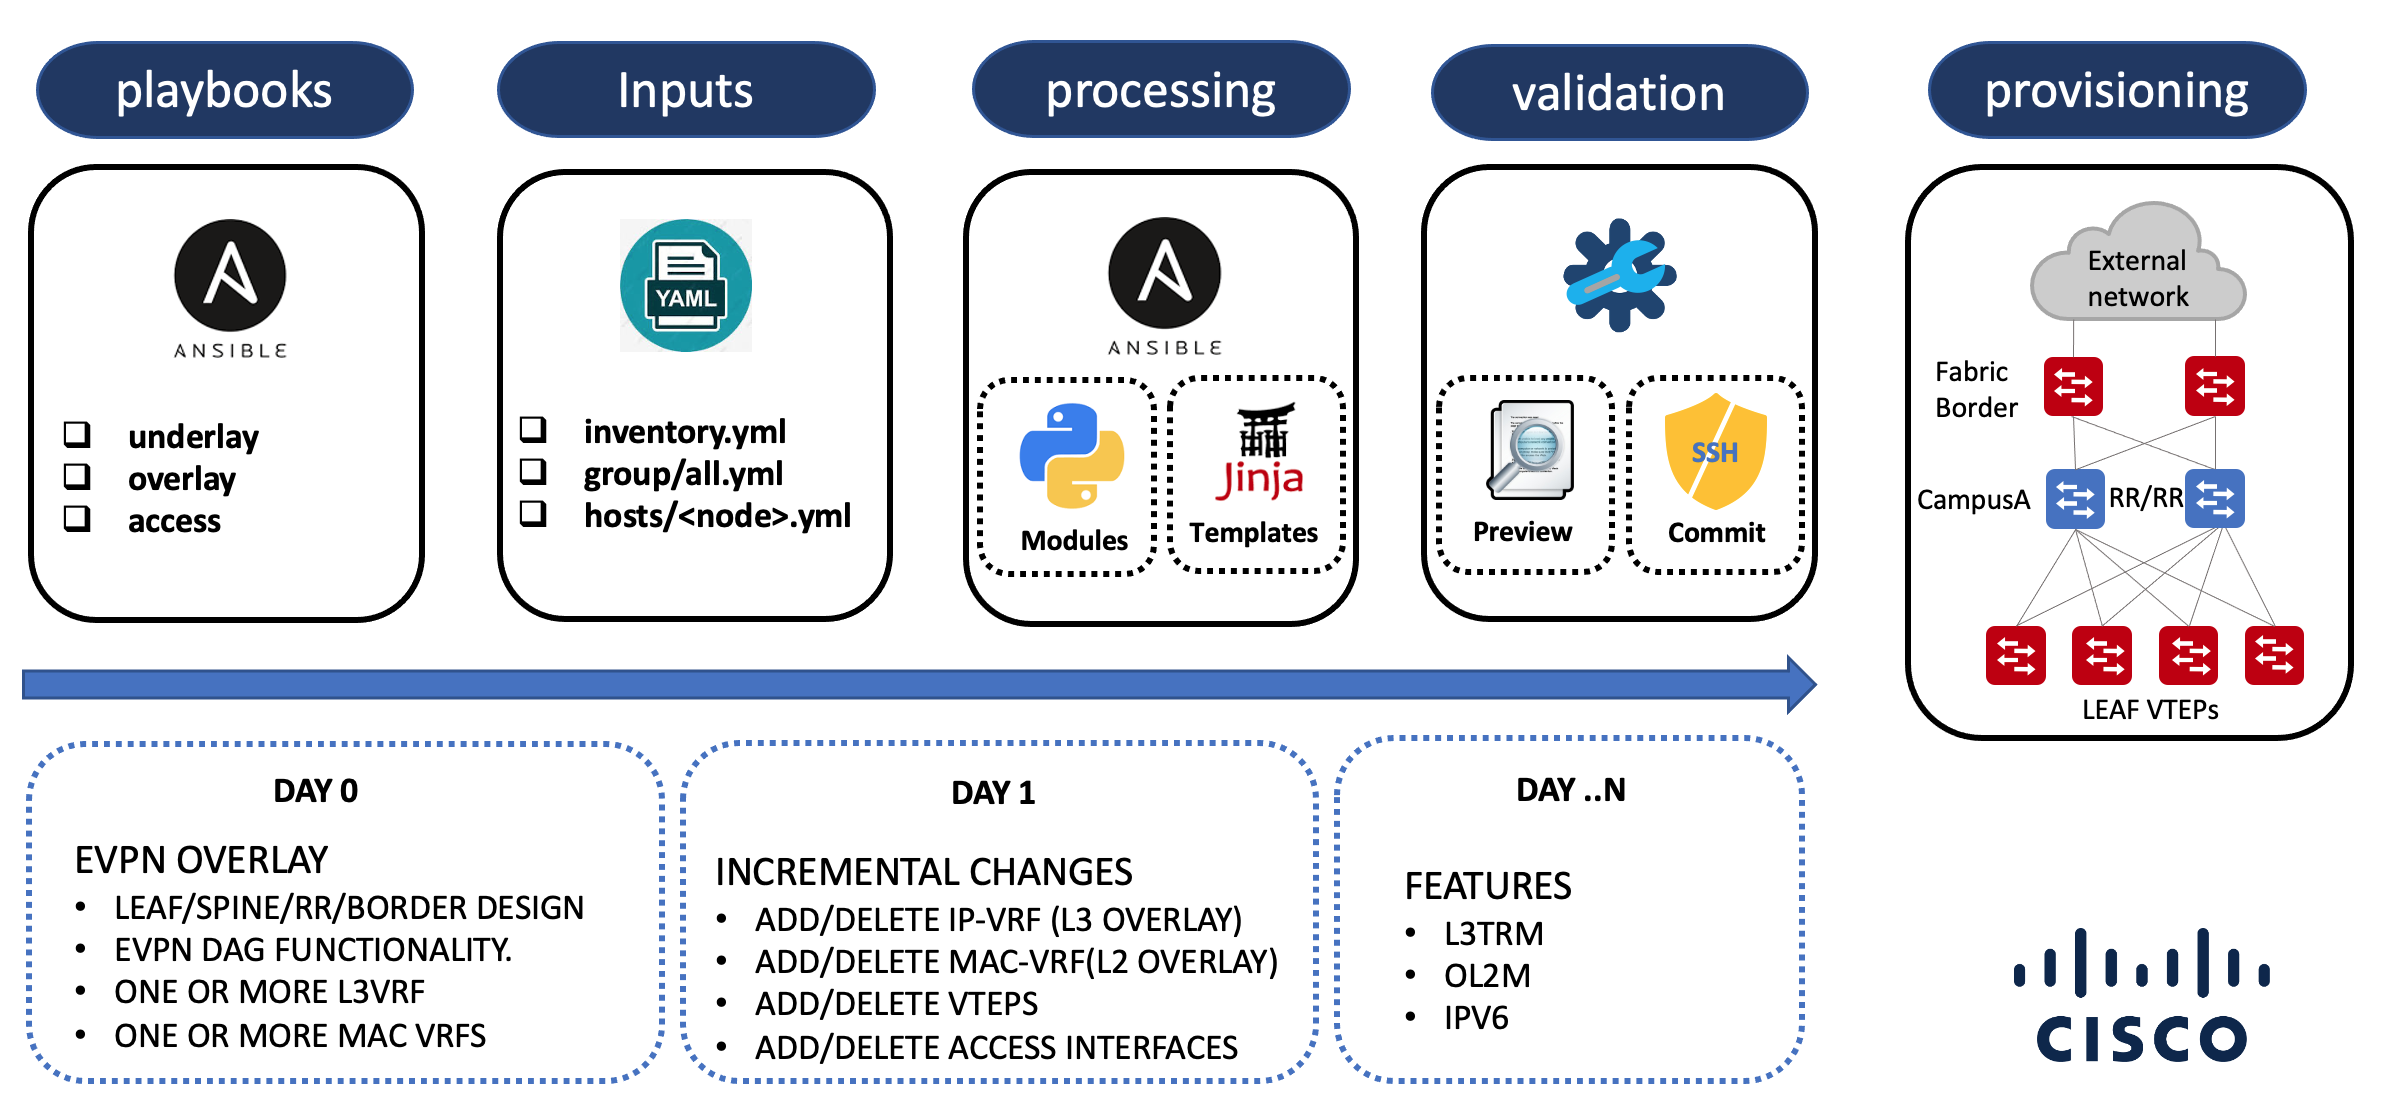 playbooks
Inputs
processing
validation
provisioning
ANSIBLE
underlay
overlay
access
YAML
inventory.yml
group/all.yml
hosts/<node>.yml
ANSIBLE
Modules
Jinja
Templates
Preview
SSH
Commit
External
network
Fabric
Border
CampusA
RR/RR
LEAF VTEPs
DAY 0
EVPN OVERLAY
• LEAF/SPINE/RR/BORDER DESIGN
• EVPN DAG FUNCTIONALITY.
• ONE OR MORE L3VRF
• ONE OR MORE MAC VRFS
DAY 1
INCREMENTAL CHANGES
• ADD/DELETE IP-VRF (L3 OVERLAY)
• ADD/DELETE MAC-VRF(L2 OVERLAY)
• ADD/DELETE VTEPS
• ADD/DELETE ACCESS INTERFACES
DAY ..N
FEATURES
• L3TRM
• OL2M
• IPV6
CISCO